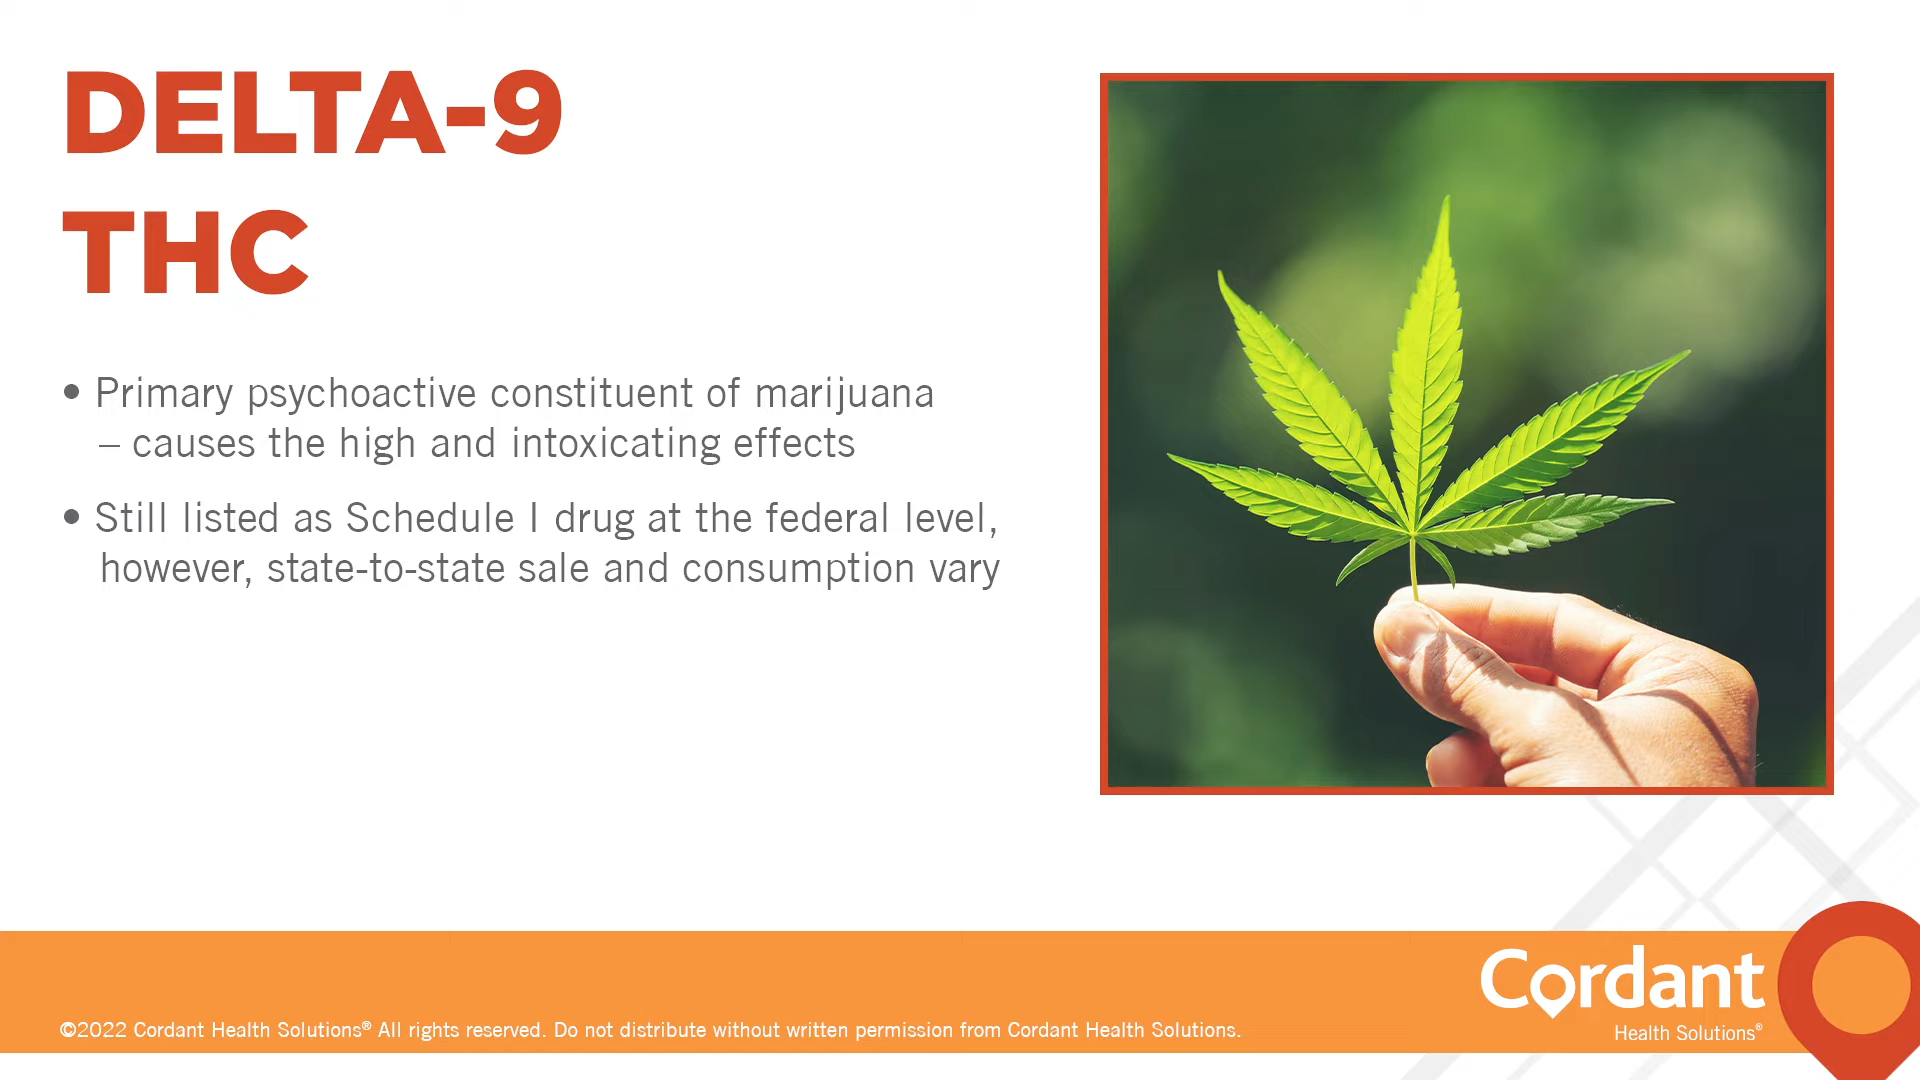 DELTA-9
THC
• Primary psychoactive constituent of marijuana
– causes the high and intoxicating effects
• Still listed as Schedule I drug at the federal level,
however, state-to-state sale and consumption vary
©2022 Cordant Health Solutions® All rights reserved. Do not distribute without written permission from Cordant Health Solutions.
Cordant
Health Solutions®